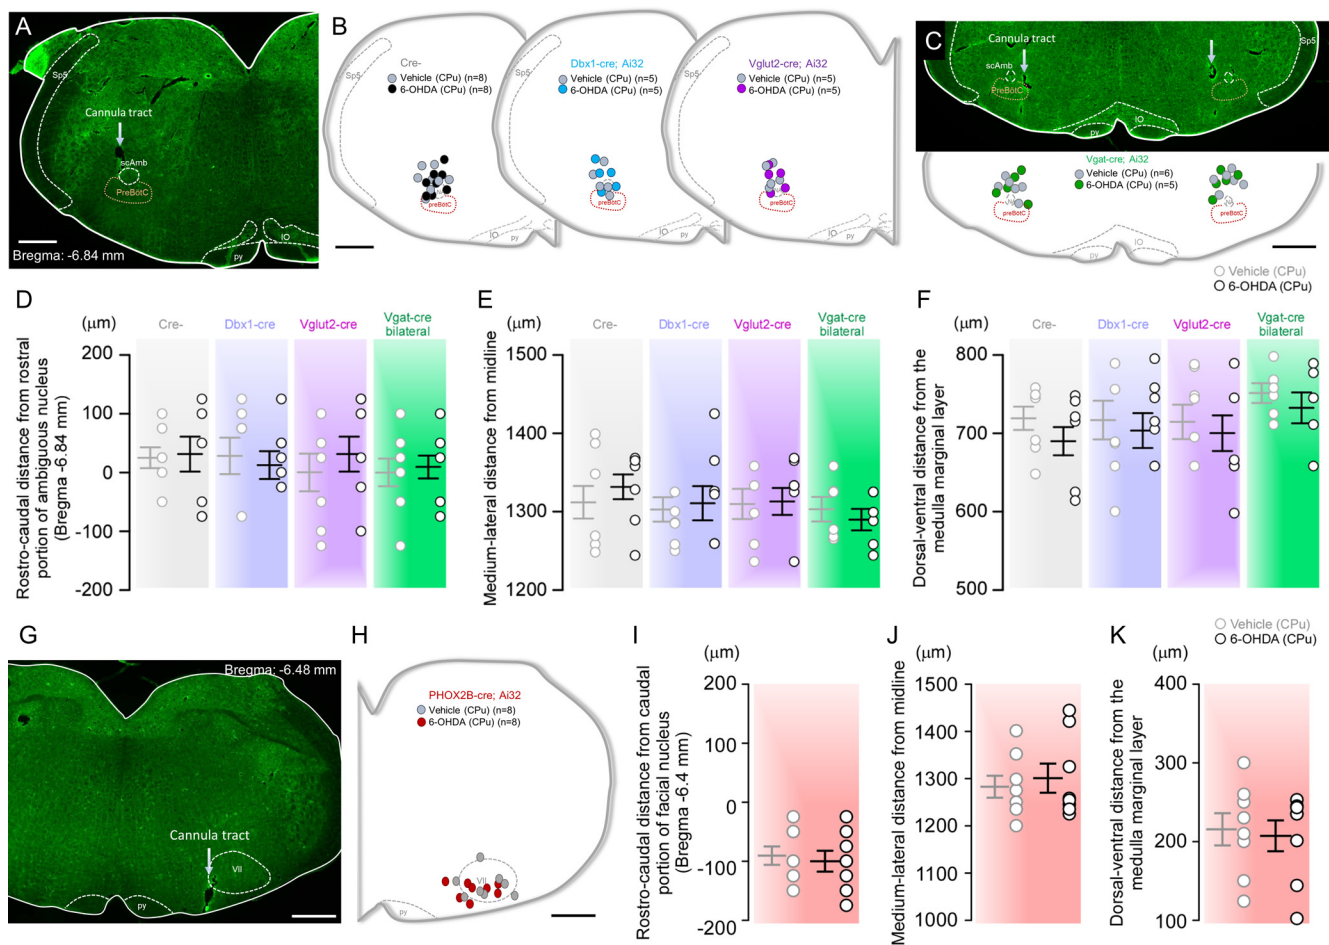 A
Sp5
Cannula tract
scAmb
PreBötC
IO
py
Bregma: -6.84 mm
B
Cre-
Vehicle (CPu) (n=8)
6-OHDA (CPu) (n=8)
Sp5
preBötC
IO
py
Dbx1-cre; Ai32
Vehicle (CPu) (n=5)
6-OHDA (CPu) (n=5)
preBötC
IO
py
Vglut2-cre; Ai32
Vehicle (CPu) (n=5)
6-OHDA (CPu) (n=5)
preBötC
IO
py
C
Sp5
Cannula tract
scAmb
PreBötC
IO
py
Sp5
Vgat-cre; Ai32
Vehicle (CPu) (n=6)
6-OHDA (CPu) (n=5)
preBötC
preBötC
IO
py
Vehicle (CPu)
6-OHDA (CPu)
D
(μm)
Cre-
Dbx1-cre
Vglut2-cre
Vgat-cre
bilateral
200
100
0
-100
-200
Rostro-caudal distance from rostral
portion of ambiguous nucleus
(Bregma -6.84 mm)
E
(μm)
Cre-
Dbx1-cre
Vglut2-cre
Vgat-cre
bilateral
1500
1400
1300
1200
Medium-lateral distance from midline
F
(μm)
Cre-
Dbx1-cre
Vglut2-cre
Vgat-cre
bilateral
800
700
600
500
Dorsal-ventral distance from the
medulla marginal layer
G
Bregma: -6.48 mm
Cannula tract
VII
py
H
PHOX2B-cre; Ai32
Vehicle (CPu) (n=8)
6-OHDA (CPu) (n=8)
VII
py
I
(μm)
200
100
0
-100
-200
Rostro-caudal distance from caudal
portion of facial nucleus
(Bregma -6.4 mm)
J
(μm)
1500
1400
1300
1200
1100
1000
Medium-lateral distance from midline
Vehicle (CPu)
6-OHDA (CPu)
K
(μm)
400
300
200
100
Dorsal-ventral distance from the
medulla marginal layer